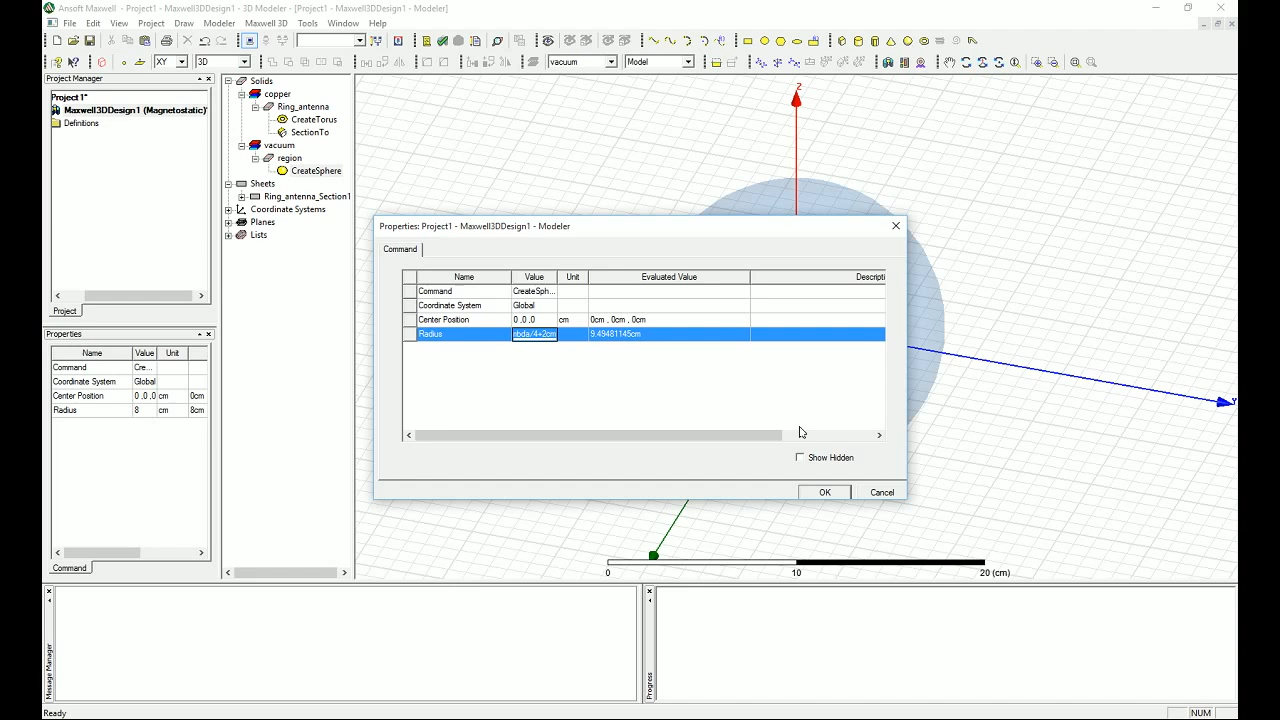 Ansoft Maxwell - Project1 - Maxwell3DDesign1 - 3D Modeler - [Project1 - Maxwell3DDesign1 - Modeler]
File Edit View Project Draw Modeler Maxwell 3D Tools Window Help
XY 3D vacuum Model
Project Manager
Project1*
Maxwell3DDesign1 (Magnetostatic)*
Definitions
Project
Properties
Name Value Unit
Command Cre...
Coordinate System Global
Center Position 0 ,0 ,0 cm 0cm
Radius 8 cm 8cm
Command
Solids
copper
Ring_antenna
CreateTorus
SectionTo
vacuum
region
CreateSphere
Sheets
Ring_antenna_Section1
Coordinate Systems
Planes
Lists
Z
Y
Properties: Project1 - Maxwell3DDesign1 - Modeler
Command
Name Value Unit Evaluated Value Descripti
Command CreateSph...
Coordinate System Global
Center Position 0 ,0 ,0 cm 0cm , 0cm , 0cm
Radius nbda/4+2cm 9.49481145cm
Show Hidden
OK Cancel
0 10 20 (cm)
Message Manager
Progress
Ready
NUM